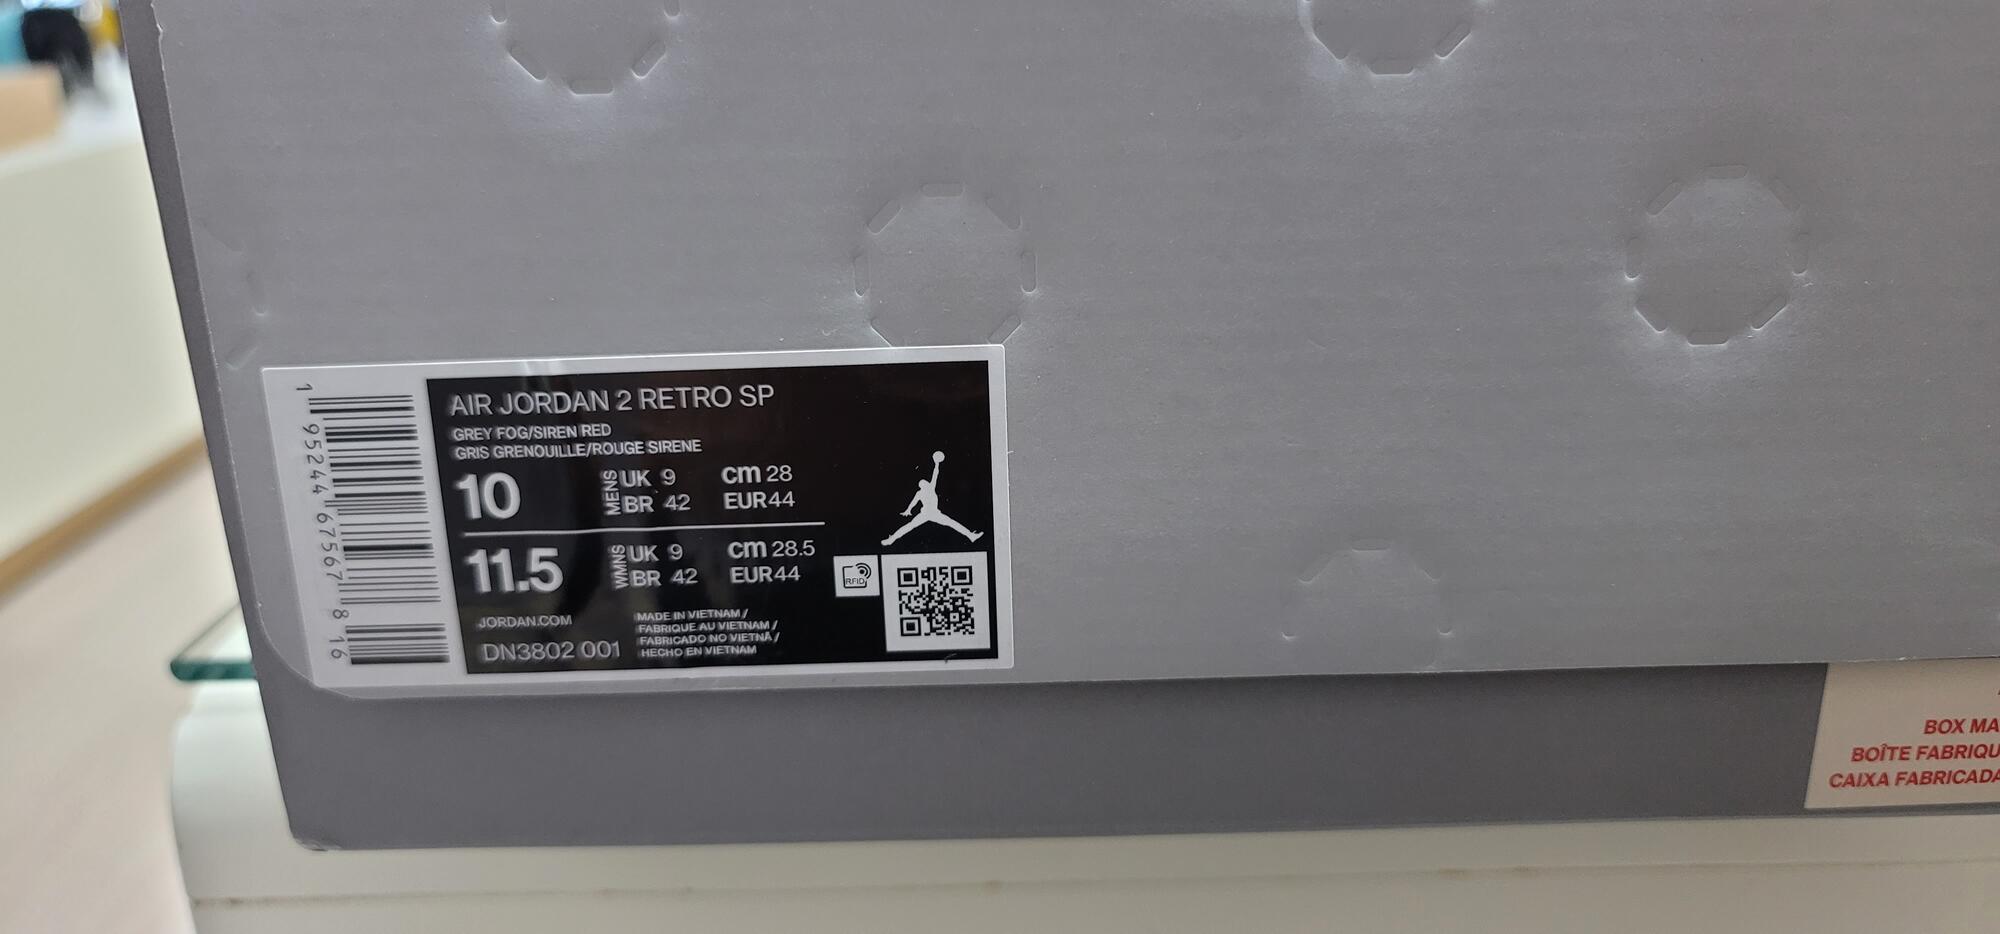 AIR JORDAN 2 RETRO SP
GREY FOG/SIREN RED
GRIS GRENOUILLE/ROUGE SIRENE
10 MENS UK 9 cm 28
BR 42 EUR 44
11.5 WMNS UK 9 cm 28.5
BR 42 EUR 44
RFID
JORDAN.COM
MADE IN VIETNAM /
FABRIQUE AU VIETNAM /
FABRICADO NO VIETNÃ /
HECHO EN VIETNAM
DN3802 001
1 95244 67567 8 16
BOX MA
BOÎTE FABRIQU
CAIXA FABRICADA